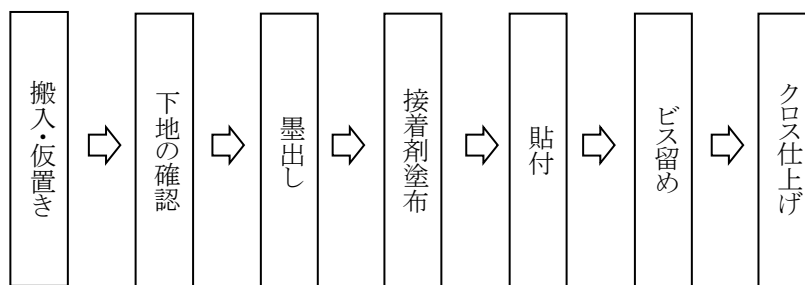 搬入・仮置き
下地の確認
墨出し
接着剤塗布
貼付
ビス留め
クロス仕上げ